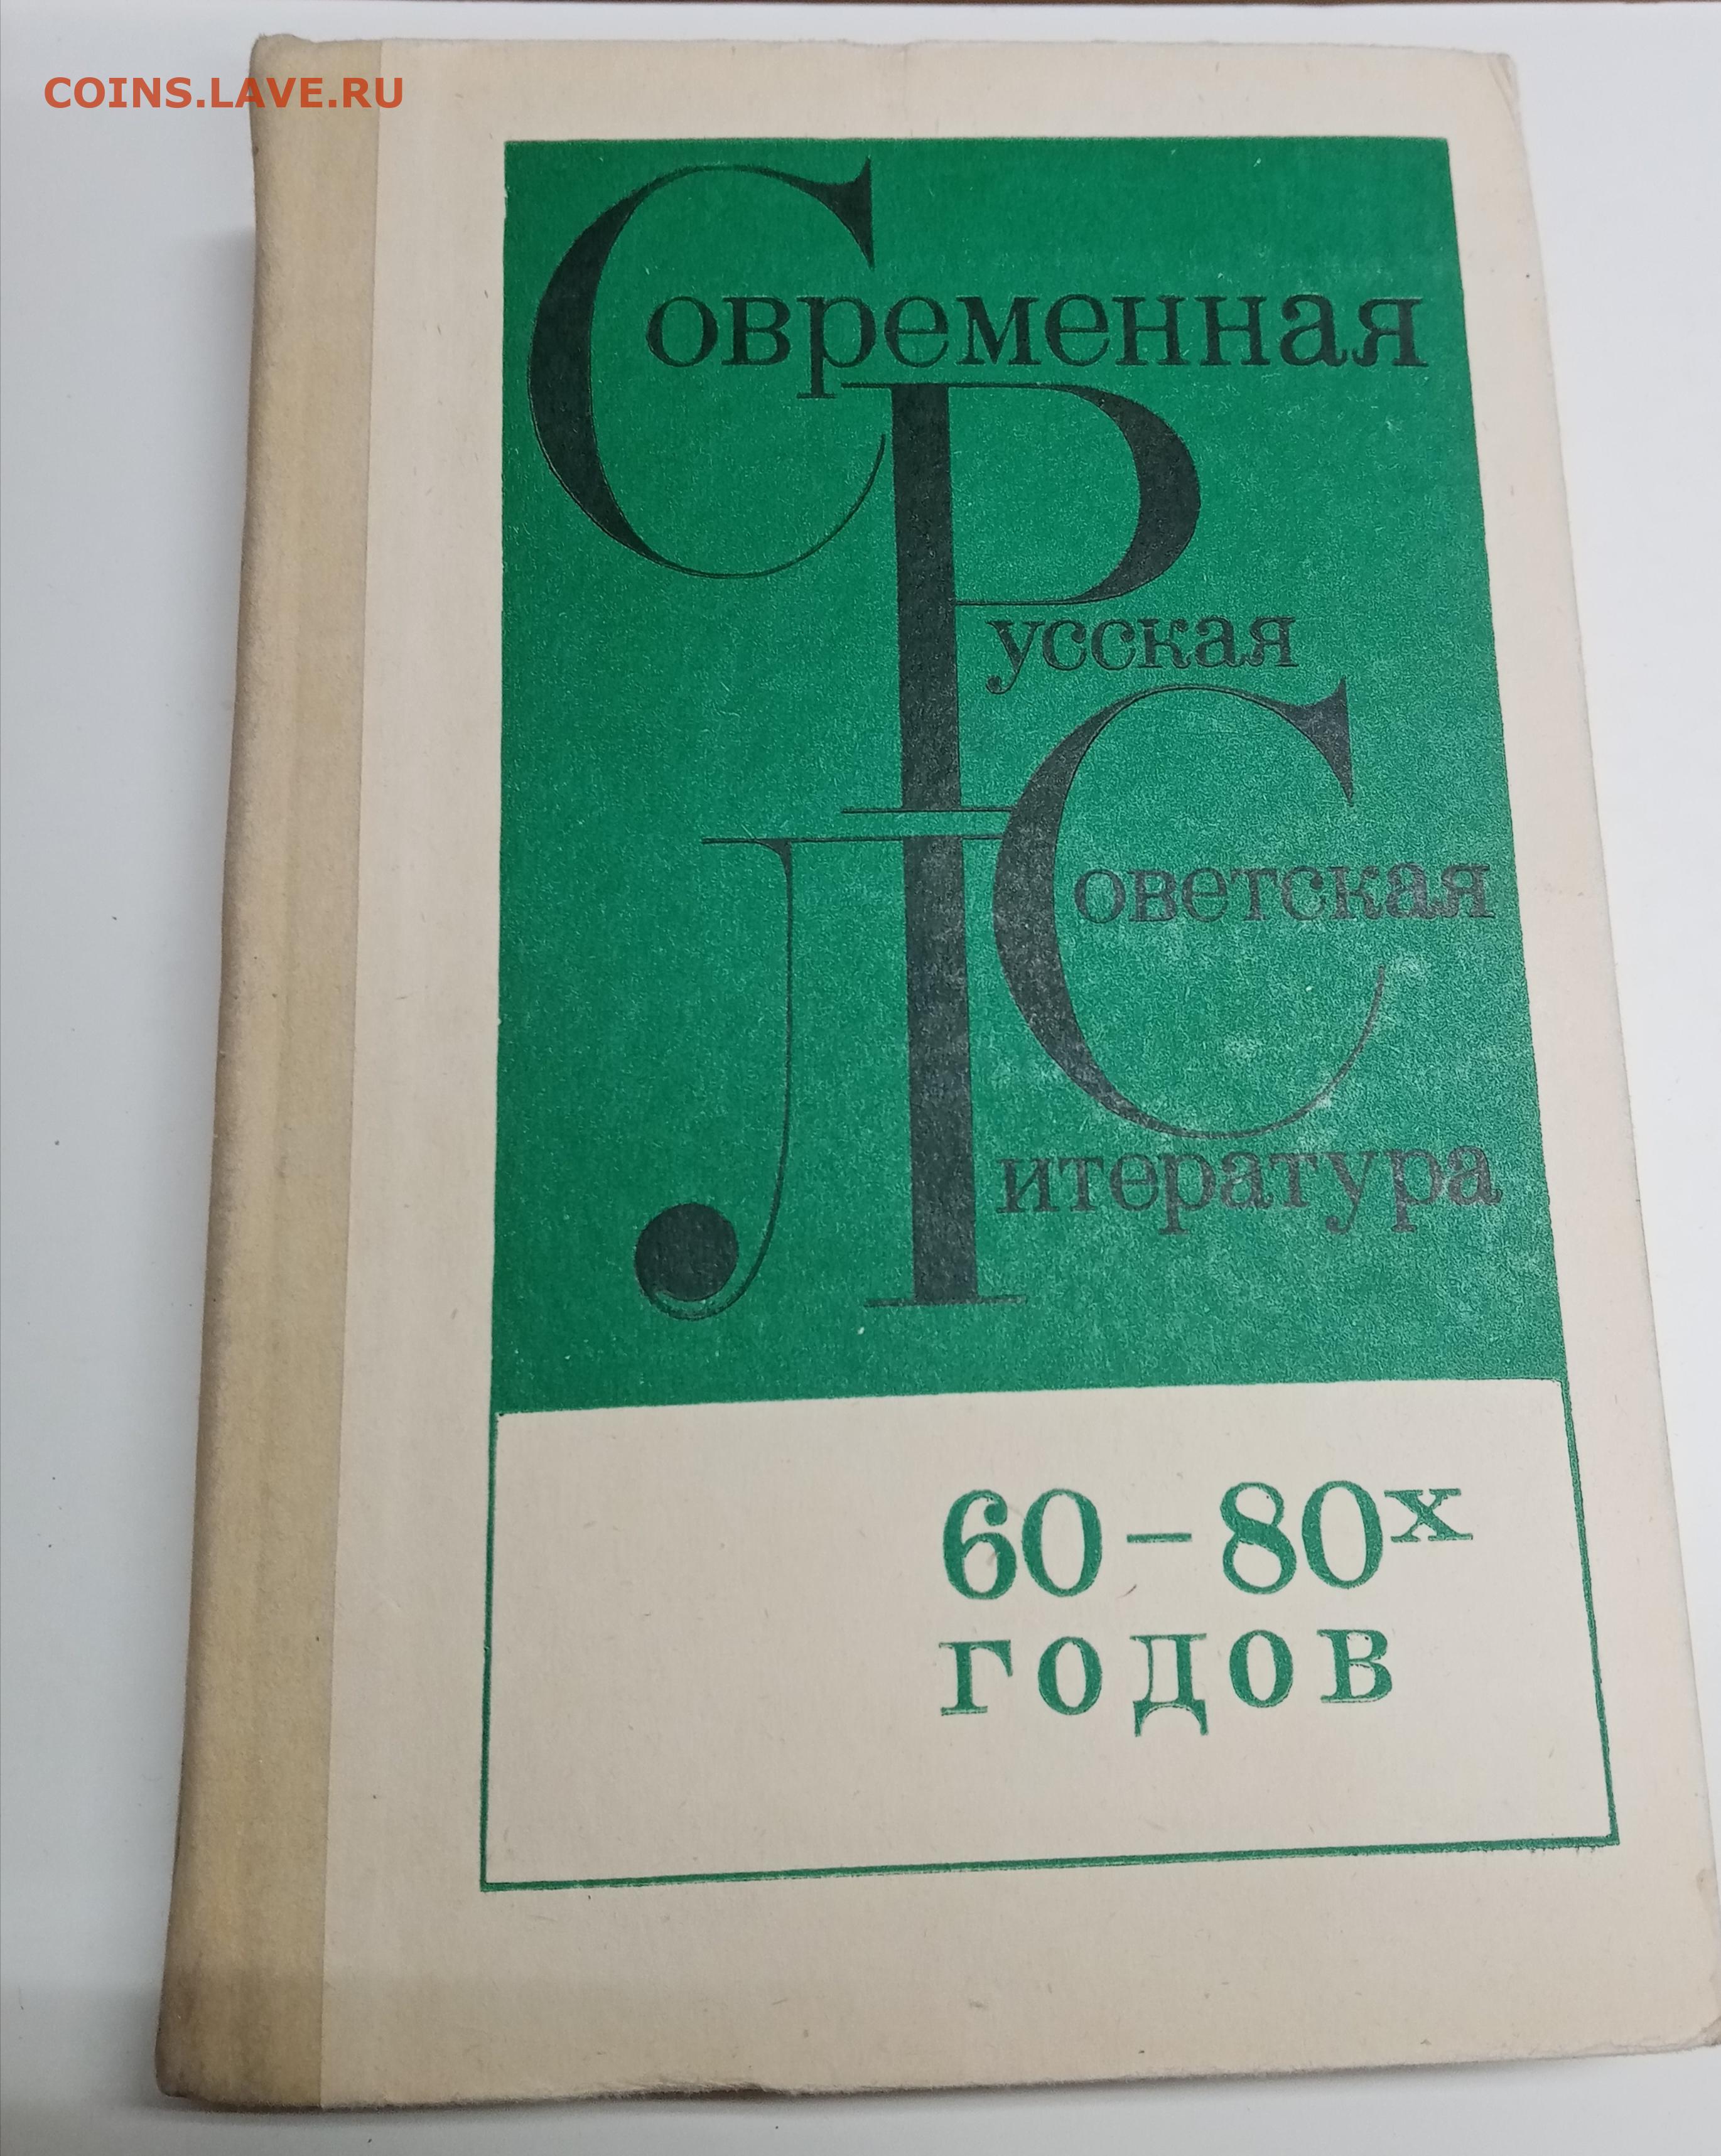 COINS.LAVE.RU
Современная
Русская
Советская
Литература
60-80х
годов